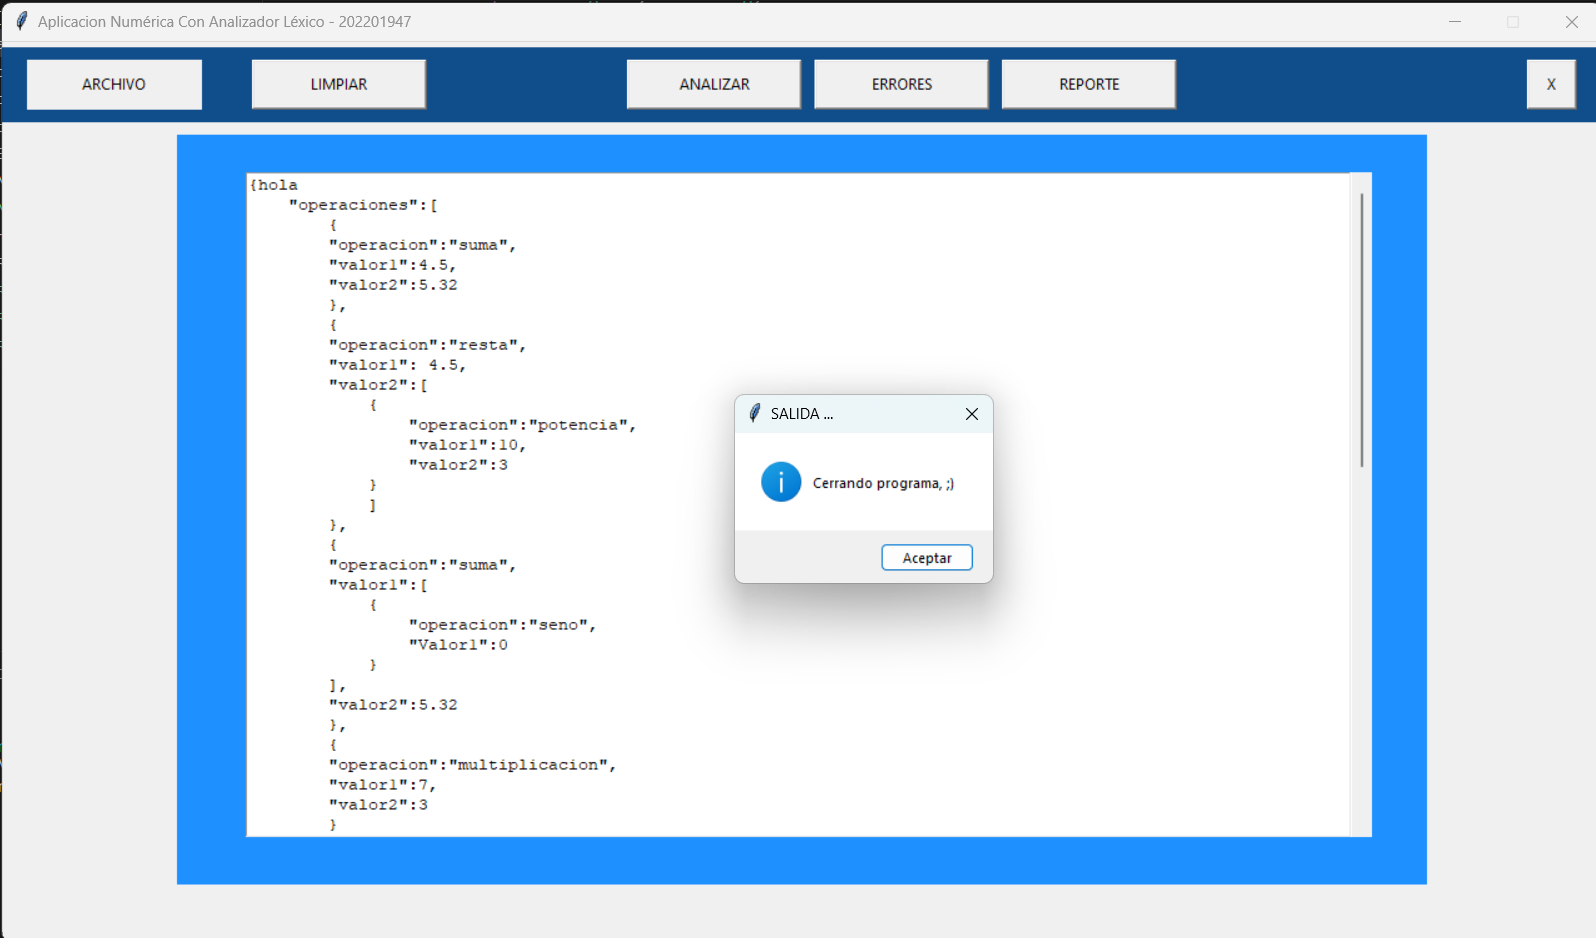 Aplicacion Numérica Con Analizador Léxico - 202201947
ARCHIVO
LIMPIAR
ANALIZAR
ERRORES
REPORTE
X
{hola
"operaciones":[
{
"operacion":"suma",
"valor1":4.5,
"valor2":5.32
},
{
"operacion":"resta",
"valor1": 4.5,
"valor2":[
{
"operacion":"potencia",
"valor1":10,
"valor2":3
}
]
},
{
"operacion":"suma",
"valor1":[
{
"operacion":"seno",
"Valor1":0
}
],
"valor2":5.32
},
{
"operacion":"multiplicacion",
"valor1":7,
"valor2":3
}
SALIDA ...
Cerrando programa, ;)
Aceptar